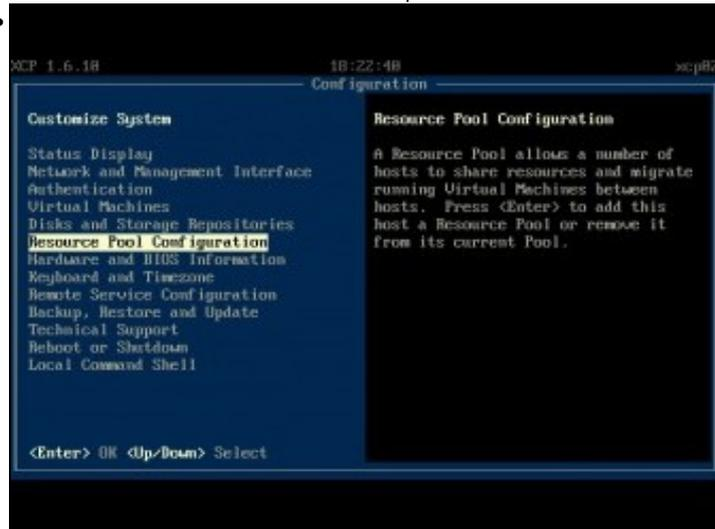 XCP 1.6.10 18:22:40 xcp02
Configuration
Customize System
Status Display
Network and Management Interface
Authentication
Virtual Machines
Disks and Storage Repositories
Resource Pool Configuration
Hardware and BIOS Information
Keyboard and Timezone
Remote Service Configuration
Backup, Restore and Update
Technical Support
Reboot or Shutdown
Local Command Shell
<Enter> OK <Up/Down> Select
Resource Pool Configuration
A Resource Pool allows a number of
hosts to share resources and migrate
running Virtual Machines between
hosts. Press <Enter> to add this
host a Resource Pool or remove it
from its current Pool.